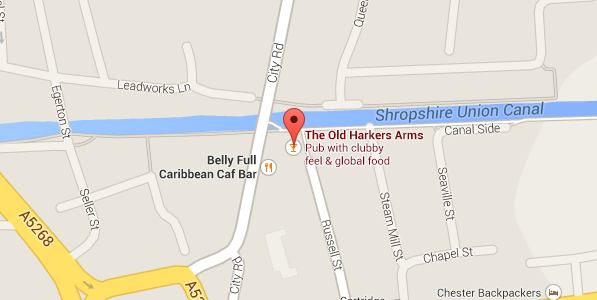 City Rd
Queen
Leadworks Ln
Egerton St
Shropshire Union Canal
The Old Harkers Arms
Pub with clubby
feel & global food
Canal Side
Belly Full
Caribbean Caf Bar
Seller St
A5268
Russell St
Steam Mill St
Seaville St
Chapel St
City Rd
A52
Chester Backpackers
Cartridge